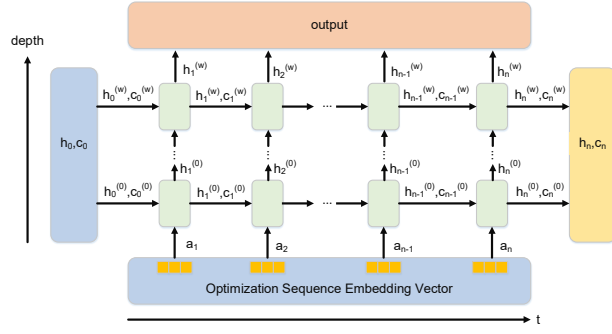 output
depth
h₁⁽ʷ⁾ h₂⁽ʷ⁾ hₙ₋₁⁽ʷ⁾ hₙ⁽ʷ⁾
h₀⁽ʷ⁾,c₀⁽ʷ⁾ h₁⁽ʷ⁾,c₁⁽ʷ⁾ ... hₙ₋₁⁽ʷ⁾,cₙ₋₁⁽ʷ⁾ hₙ⁽ʷ⁾,cₙ⁽ʷ⁾
h₀,c₀ hₙ,cₙ
... ... ... ...
h₁⁽⁰⁾ h₂⁽⁰⁾ hₙ₋₁⁽⁰⁾ hₙ⁽⁰⁾
h₀⁽⁰⁾,c₀⁽⁰⁾ h₁⁽⁰⁾,c₁⁽⁰⁾ ... hₙ₋₁⁽⁰⁾,cₙ₋₁⁽⁰⁾ hₙ⁽⁰⁾,cₙ⁽⁰⁾
a₁ a₂ aₙ₋₁ aₙ
Optimization Sequence Embedding Vector
t